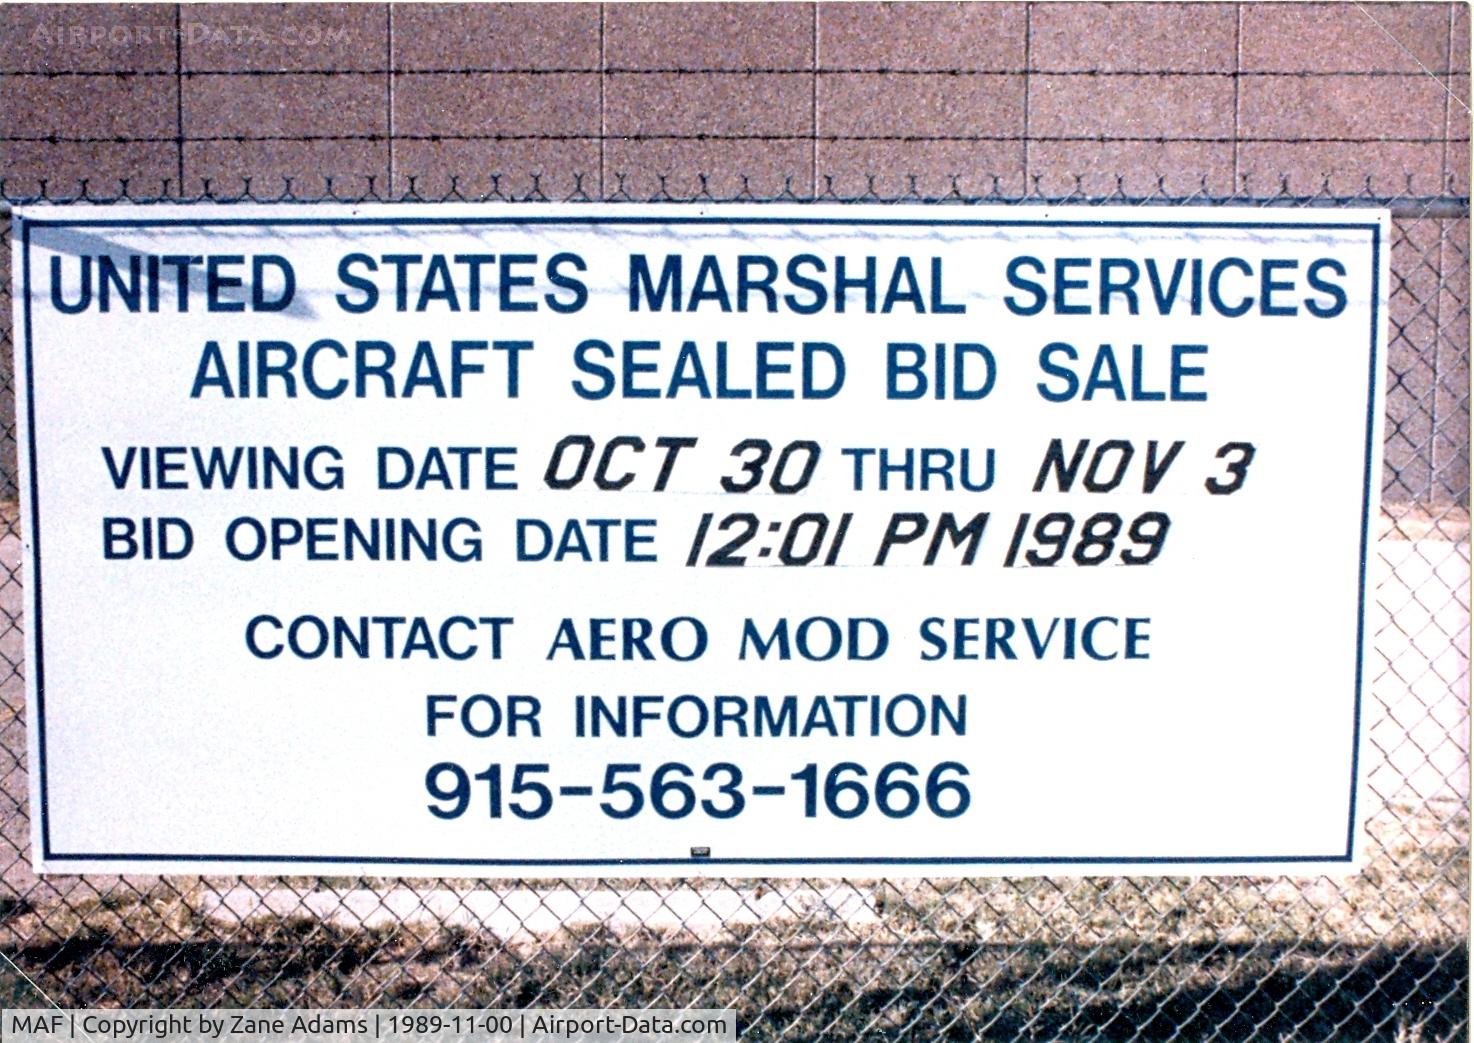 AIRPORT-DATA.COM
UNITED STATES MARSHAL SERVICES
AIRCRAFT SEALED BID SALE
VIEWING DATE OCT 30 THRU NOV 3
BID OPENING DATE 12:01 PM 1989
CONTACT AERO MOD SERVICE
FOR INFORMATION
915-563-1666
MAF | Copyright by Zane Adams | 1989-11-00 | Airport-Data.com